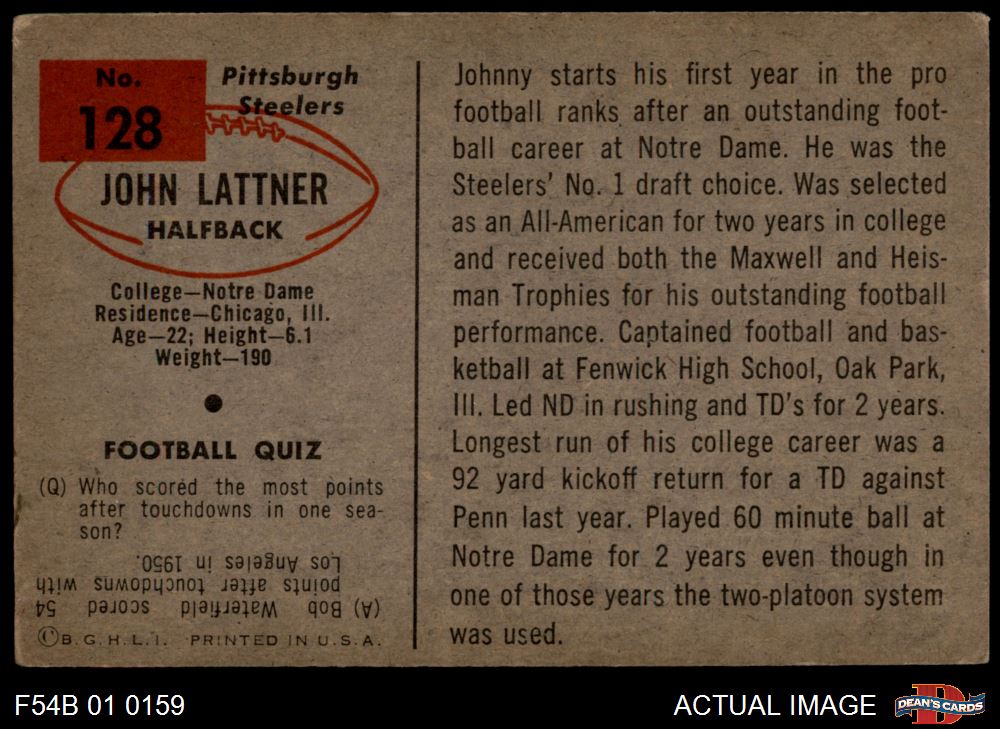 No.
128
Pittsburgh
Steelers
JOHN LATTNER
HALFBACK
College—Notre Dame
Residence—Chicago, Ill.
Age—22; Height—6.1
Weight—190
FOOTBALL QUIZ
(Q) Who scored the most points
after touchdowns in one sea-
son?
(A) Bob Waterfield scored 54
points after touchdowns with
Los Angeles in 1950.
©B.G.H.L.I. PRINTED IN U.S.A.
Johnny starts his first year in the pro
football ranks after an outstanding foot-
ball career at Notre Dame. He was the
Steelers' No. 1 draft choice. Was selected
as an All-American for two years in college
and received both the Maxwell and Heis-
man Trophies for his outstanding football
performance. Captained football and bas-
ketball at Fenwick High School, Oak Park,
Ill. Led ND in rushing and TD's for 2 years.
Longest run of his college career was a
92 yard kickoff return for a TD against
Penn last year. Played 60 minute ball at
Notre Dame for 2 years even though in
one of those years the two-platoon system
was used.
F54B 01 0159
ACTUAL IMAGE
D
DEAN'S CARDS